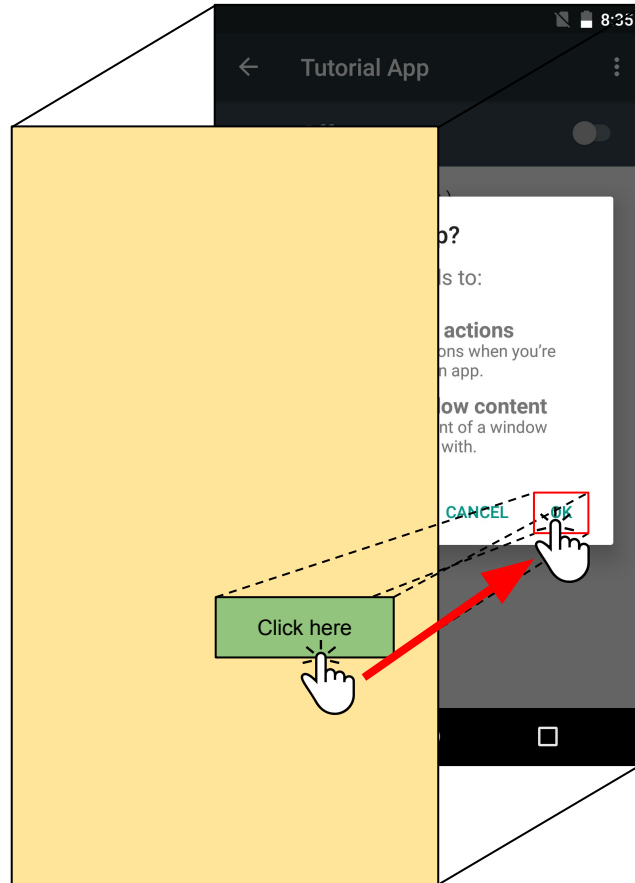 8:35
Tutorial App
p?
ls to:
actions
ons when you're
n app.
ow content
nt of a window
with.
CANCEL OK
Click here